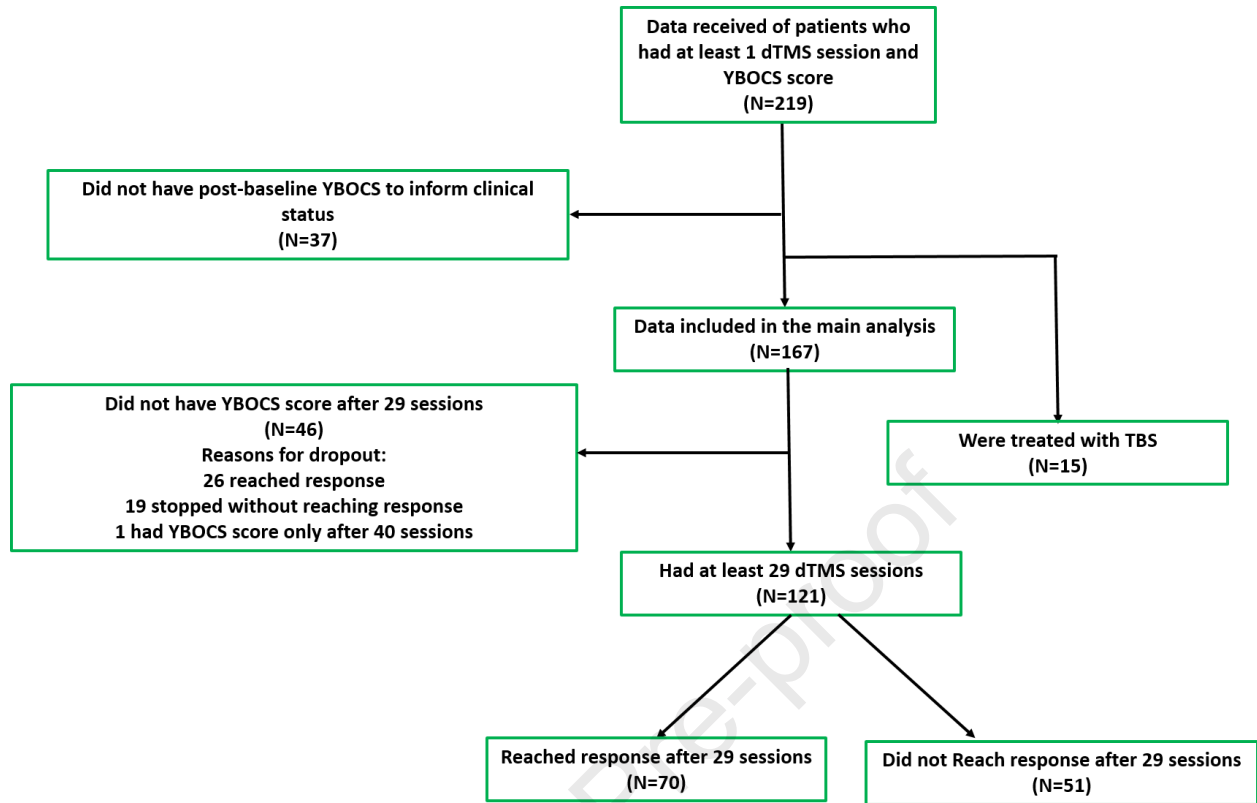 Data received of patients who
had at least 1 dTMS session and
YBOCS score
(N=219)
Did not have post-baseline YBOCS to inform clinical
status
(N=37)
Data included in the main analysis
(N=167)
Did not have YBOCS score after 29 sessions
(N=46)
Reasons for dropout:
26 reached response
19 stopped without reaching response
1 had YBOCS score only after 40 sessions
Were treated with TBS
(N=15)
Had at least 29 dTMS sessions
(N=121)
Reached response after 29 sessions
(N=70)
Did not Reach response after 29 sessions
(N=51)
Pre-proof